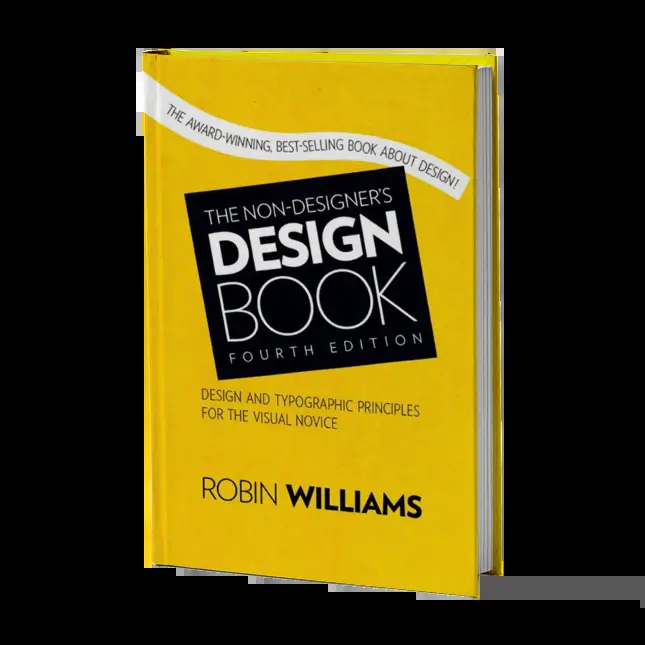 THE AWARD-WINNING, BEST-SELLING BOOK ABOUT DESIGN!
THE NON-DESIGNER'S
DESIGN
BOOK
FOURTH EDITION
DESIGN AND TYPOGRAPHIC PRINCIPLES
FOR THE VISUAL NOVICE
ROBIN WILLIAMS